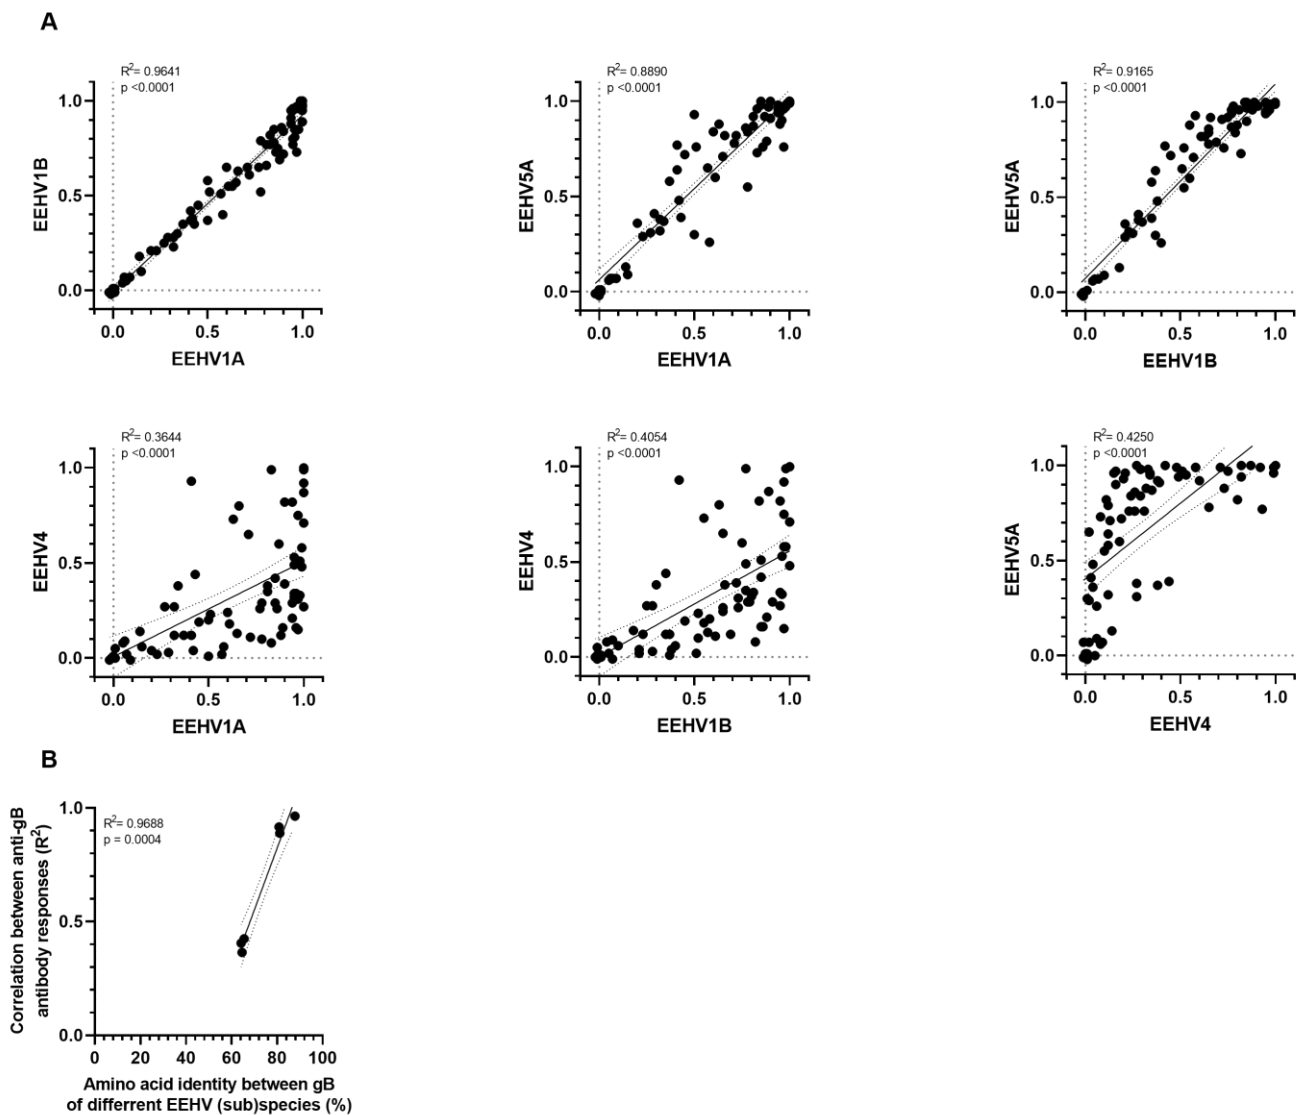 A
R²= 0.9641
p <0.0001
EEHV1B
1.0
0.5
0.0
0.0 0.5 1.0
EEHV1A
R²= 0.8890
p <0.0001
EEHV5A
1.0
0.5
0.0
0.0 0.5 1.0
EEHV1A
R²= 0.9165
p <0.0001
EEHV5A
1.0
0.5
0.0
0.0 0.5 1.0
EEHV1B
R²= 0.3644
p <0.0001
EEHV4
1.0
0.5
0.0
0.0 0.5 1.0
EEHV1A
R²= 0.4054
p <0.0001
EEHV4
1.0
0.5
0.0
0.0 0.5 1.0
EEHV1B
R²= 0.4250
p <0.0001
EEHV5A
1.0
0.5
0.0
0.0 0.5 1.0
EEHV4
B
R²= 0.9688
p = 0.0004
Correlation between anti-gB
antibody responses (R²)
1.0
0.5
0.0
0 20 40 60 80 100
Amino acid identity between gB
of differrent EEHV (sub)species (%)